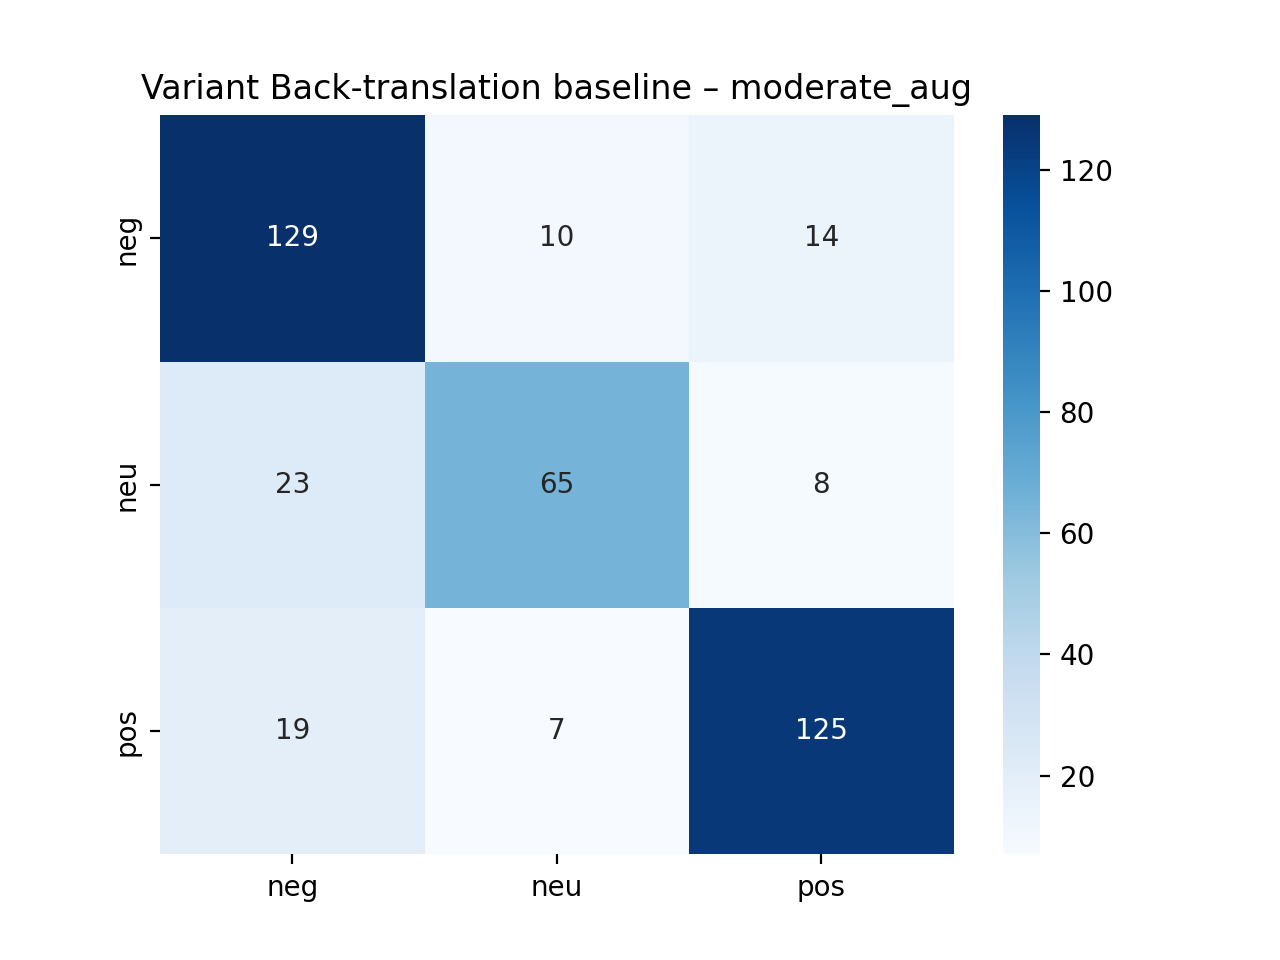 Variant Back-translation baseline – moderate_aug
neg 129 10 14
neu 23 65 8
pos 19 7 125
neg neu pos
120
100
80
60
40
20